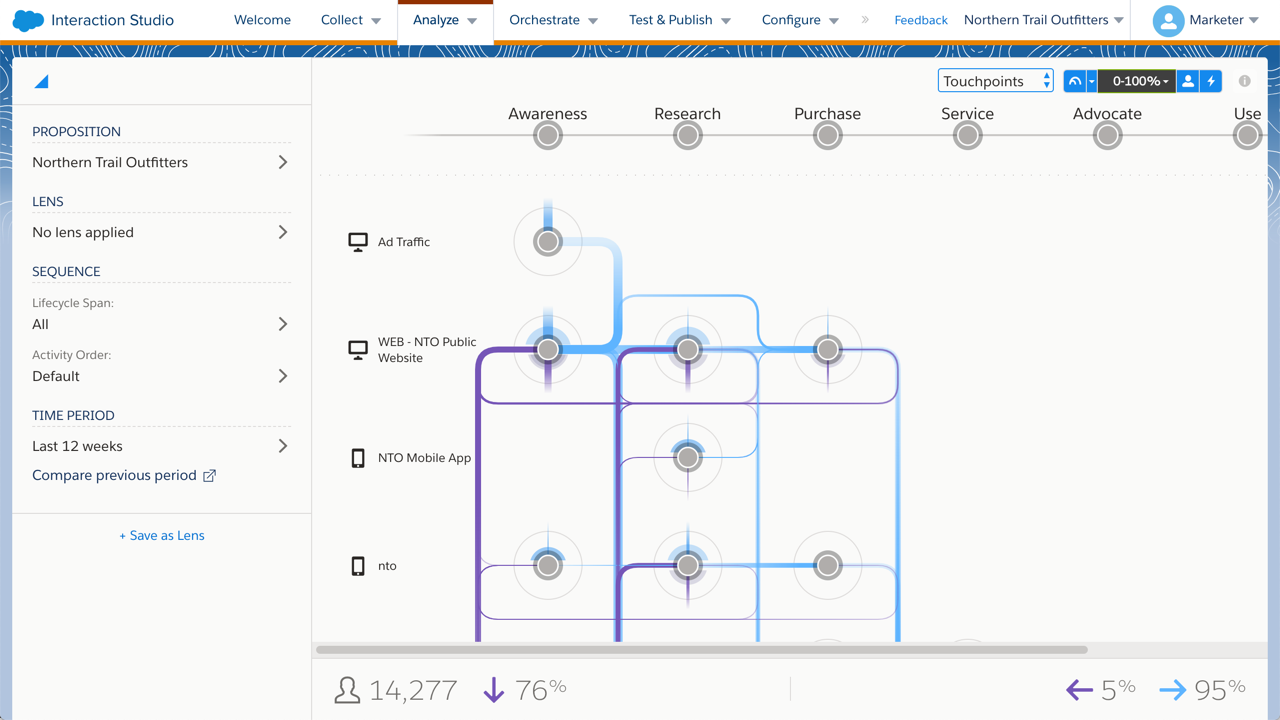 Interaction Studio
Welcome
Collect
Analyze
Orchestrate
Test & Publish
Configure
»
Feedback
Northern Trail Outfitters
Marketer
Touchpoints
0-100%
Awareness
Research
Purchase
Service
Advocate
Use
PROPOSITION
Northern Trail Outfitters
LENS
No lens applied
SEQUENCE
Lifecycle Span:
All
Activity Order:
Default
TIME PERIOD
Last 12 weeks
Compare previous period
+ Save as Lens
Ad Traffic
WEB - NTO Public
Website
NTO Mobile App
nto
14,277
76%
5%
95%